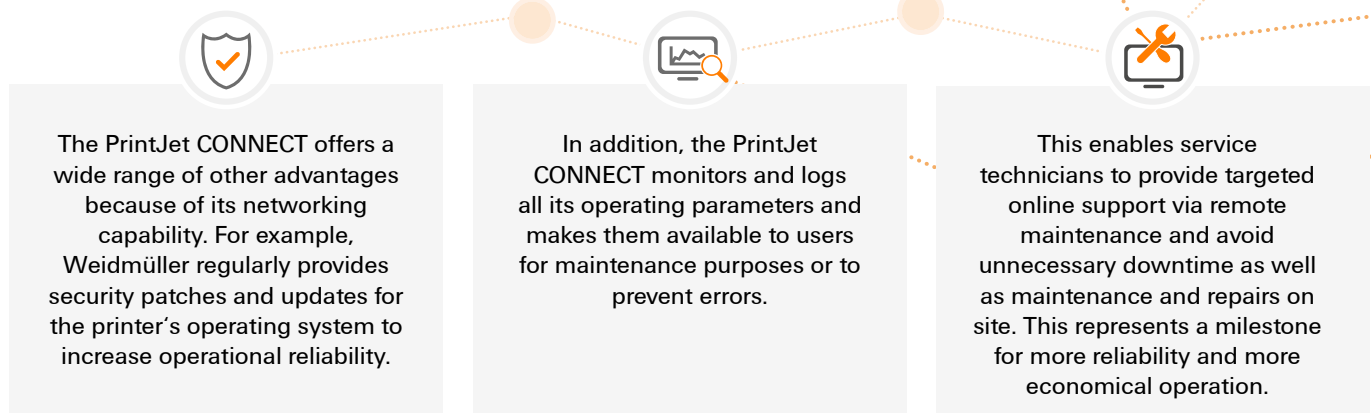 The PrintJet CONNECT offers a
wide range of other advantages
because of its networking
capability. For example,
Weidmüller regularly provides
security patches and updates for
the printer‘s operating system to
increase operational reliability.
In addition, the PrintJet
CONNECT monitors and logs
all its operating parameters and
makes them available to users
for maintenance purposes or to
prevent errors.
This enables service
technicians to provide targeted
online support via remote
maintenance and avoid
unnecessary downtime as well
as maintenance and repairs on
site. This represents a milestone
for more reliability and more
economical operation.